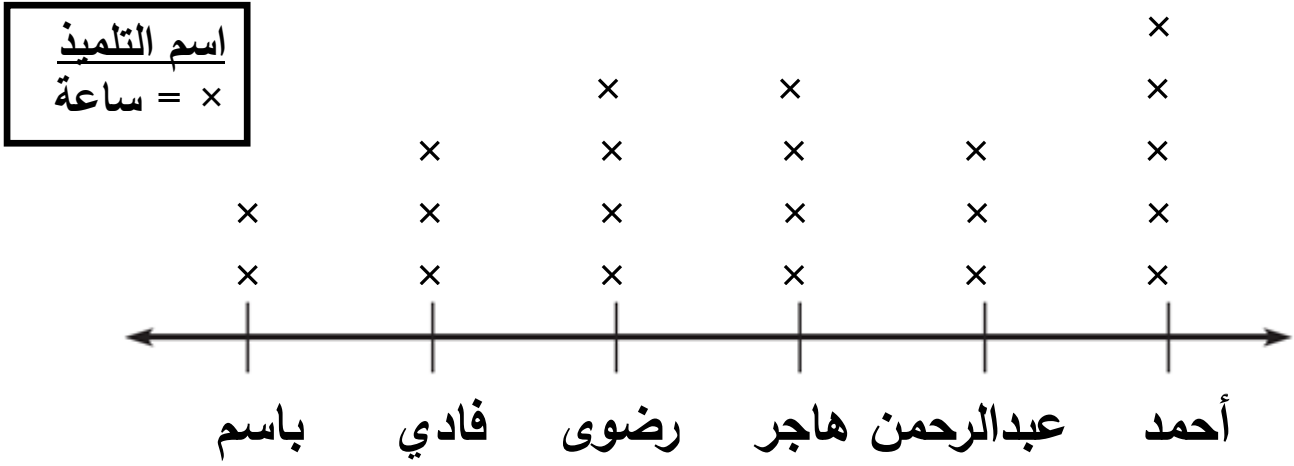 اسم التلميذ
× = ساعة
أحمد عبدالرحمن هاجر رضوى فادي باسم